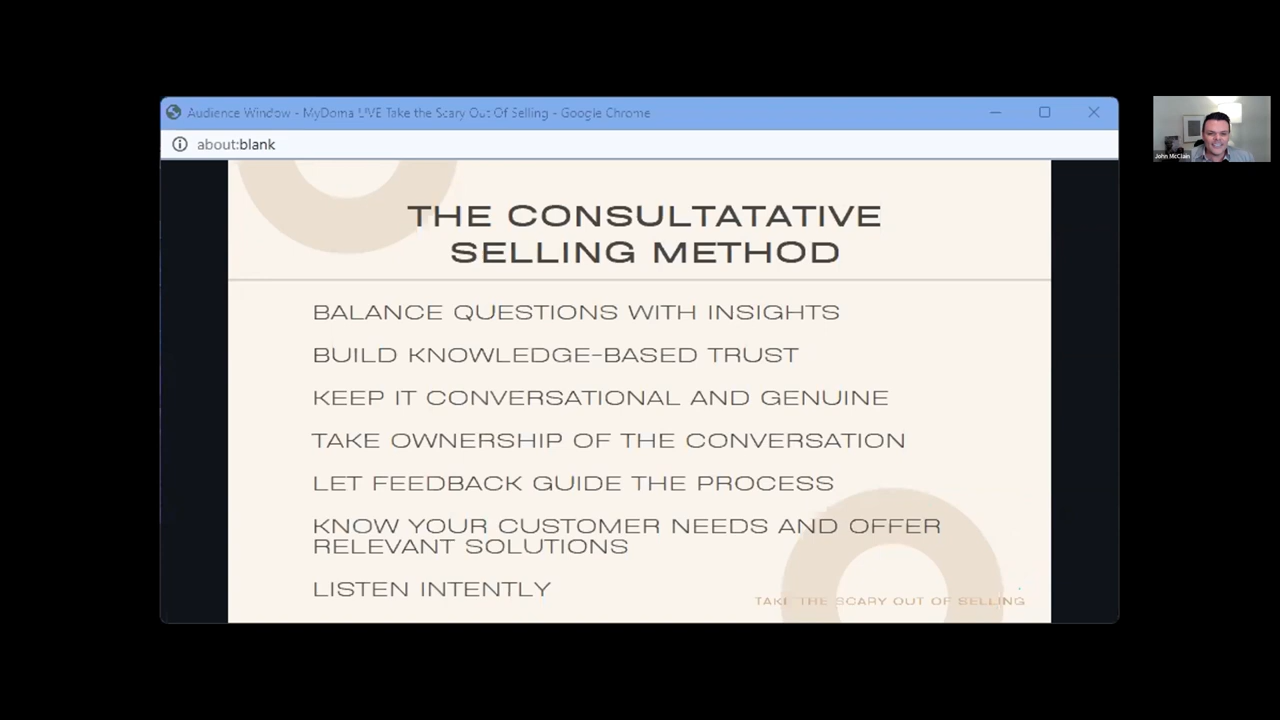 Audience Window - MyDoma LIVE Take the Scary Out Of Selling - Google Chrome
about:blank
John McClain
THE CONSULTATATIVE
SELLING METHOD
BALANCE QUESTIONS WITH INSIGHTS
BUILD KNOWLEDGE-BASED TRUST
KEEP IT CONVERSATIONAL AND GENUINE
TAKE OWNERSHIP OF THE CONVERSATION
LET FEEDBACK GUIDE THE PROCESS
KNOW YOUR CUSTOMER NEEDS AND OFFER
RELEVANT SOLUTIONS
LISTEN INTENTLY
TAKE THE SCARY OUT OF SELLING